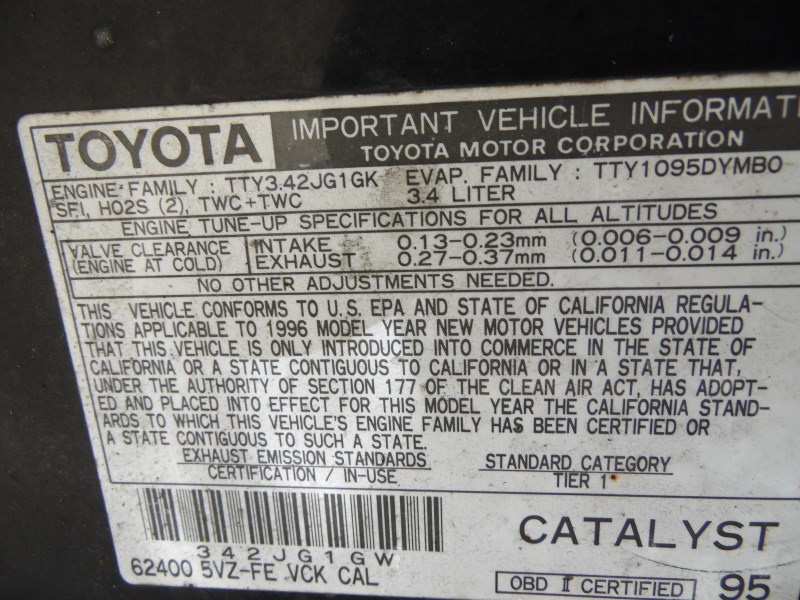 TOYOTA IMPORTANT VEHICLE INFORMATI
TOYOTA MOTOR CORPORATION
ENGINE FAMILY : TTY3.42JG1GK EVAP. FAMILY : TTY1095DYMB0
SFI, HO2S (2), TWC+TWC 3.4 LITER
ENGINE TUNE-UP SPECIFICATIONS FOR ALL ALTITUDES
VALVE CLEARANCE INTAKE 0.13-0.23mm (0.006-0.009 in.)
(ENGINE AT COLD) EXHAUST 0.27-0.37mm (0.011-0.014 in.)
NO OTHER ADJUSTMENTS NEEDED.
THIS VEHICLE CONFORMS TO U.S. EPA AND STATE OF CALIFORNIA REGULA-
TIONS APPLICABLE TO 1996 MODEL YEAR NEW MOTOR VEHICLES PROVIDED
THAT THIS VEHICLE IS ONLY INTRODUCED INTO COMMERCE IN THE STATE OF
CALIFORNIA OR A STATE CONTIGUOUS TO CALIFORNIA OR IN A STATE THAT,
UNDER THE AUTHORITY OF SECTION 177 OF THE CLEAN AIR ACT, HAS ADOPT-
ED AND PLACED INTO EFFECT FOR THIS MODEL YEAR THE CALIFORNIA STAND-
ARDS TO WHICH THIS VEHICLE'S ENGINE FAMILY HAS BEEN CERTIFIED OR
A STATE CONTIGUOUS TO SUCH A STATE.
EXHAUST EMISSION STANDARDS STANDARD CATEGORY
CERTIFICATION / IN-USE TIER 1
342JG1GW
CATALYST
62400 5VZ-FE VCK CAL
OBD II CERTIFIED 95